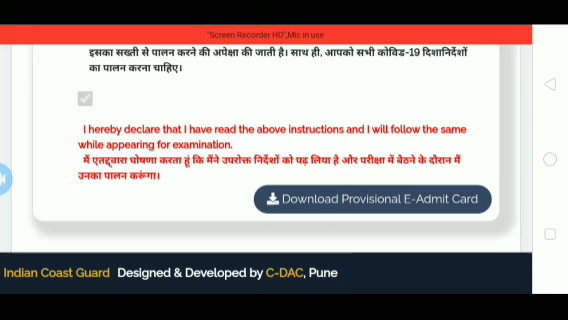 "Screen Recorder HD",Mic in use
इसका सख्ती से पालन करने की अपेक्षा की जाती है। साथ ही, आपको सभी कोविड-19 दिशानिर्देशों
का पालन करना चाहिए।
I hereby declare that I have read the above instructions and I will follow the same
while appearing for examination.
मैं एतद्द्वारा घोषणा करता हूं कि मैंने उपरोक्त निर्देशों को पढ़ लिया है और परीक्षा में बैठने के दौरान मैं
उनका पालन करूंगा।
Download Provisional E-Admit Card
Indian Coast Guard Designed & Developed by C-DAC, Pune